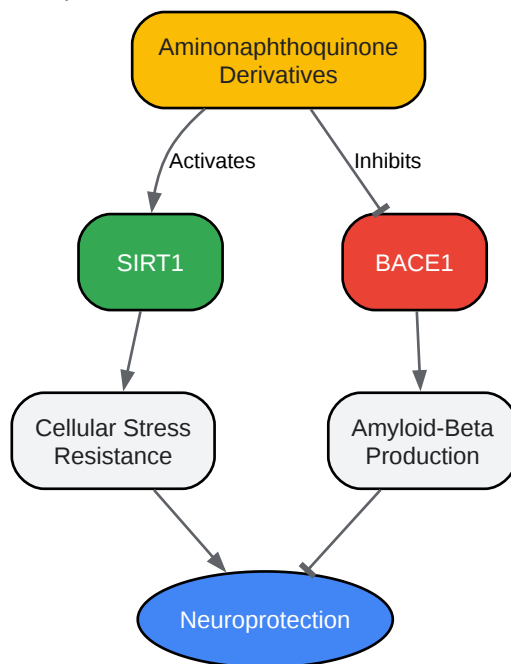 Aminonaphthoquinone
Derivatives
Activates
Inhibits
SIRT1
BACE1
Cellular Stress
Resistance
Amyloid-Beta
Production
Neuroprotection